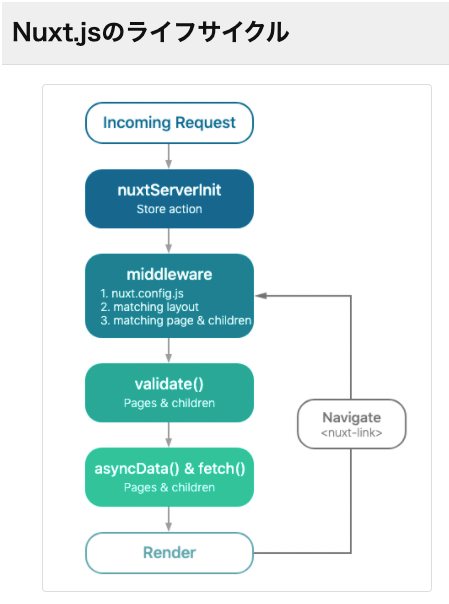 Nuxt.jsのライフサイクル
Incoming Request
nuxtServerInit
Store action
middleware
1. nuxt.config.js
2. matching layout
3. matching page & children
validate()
Pages & children
Navigate
<nuxt-link>
asyncData() & fetch()
Pages & children
Render